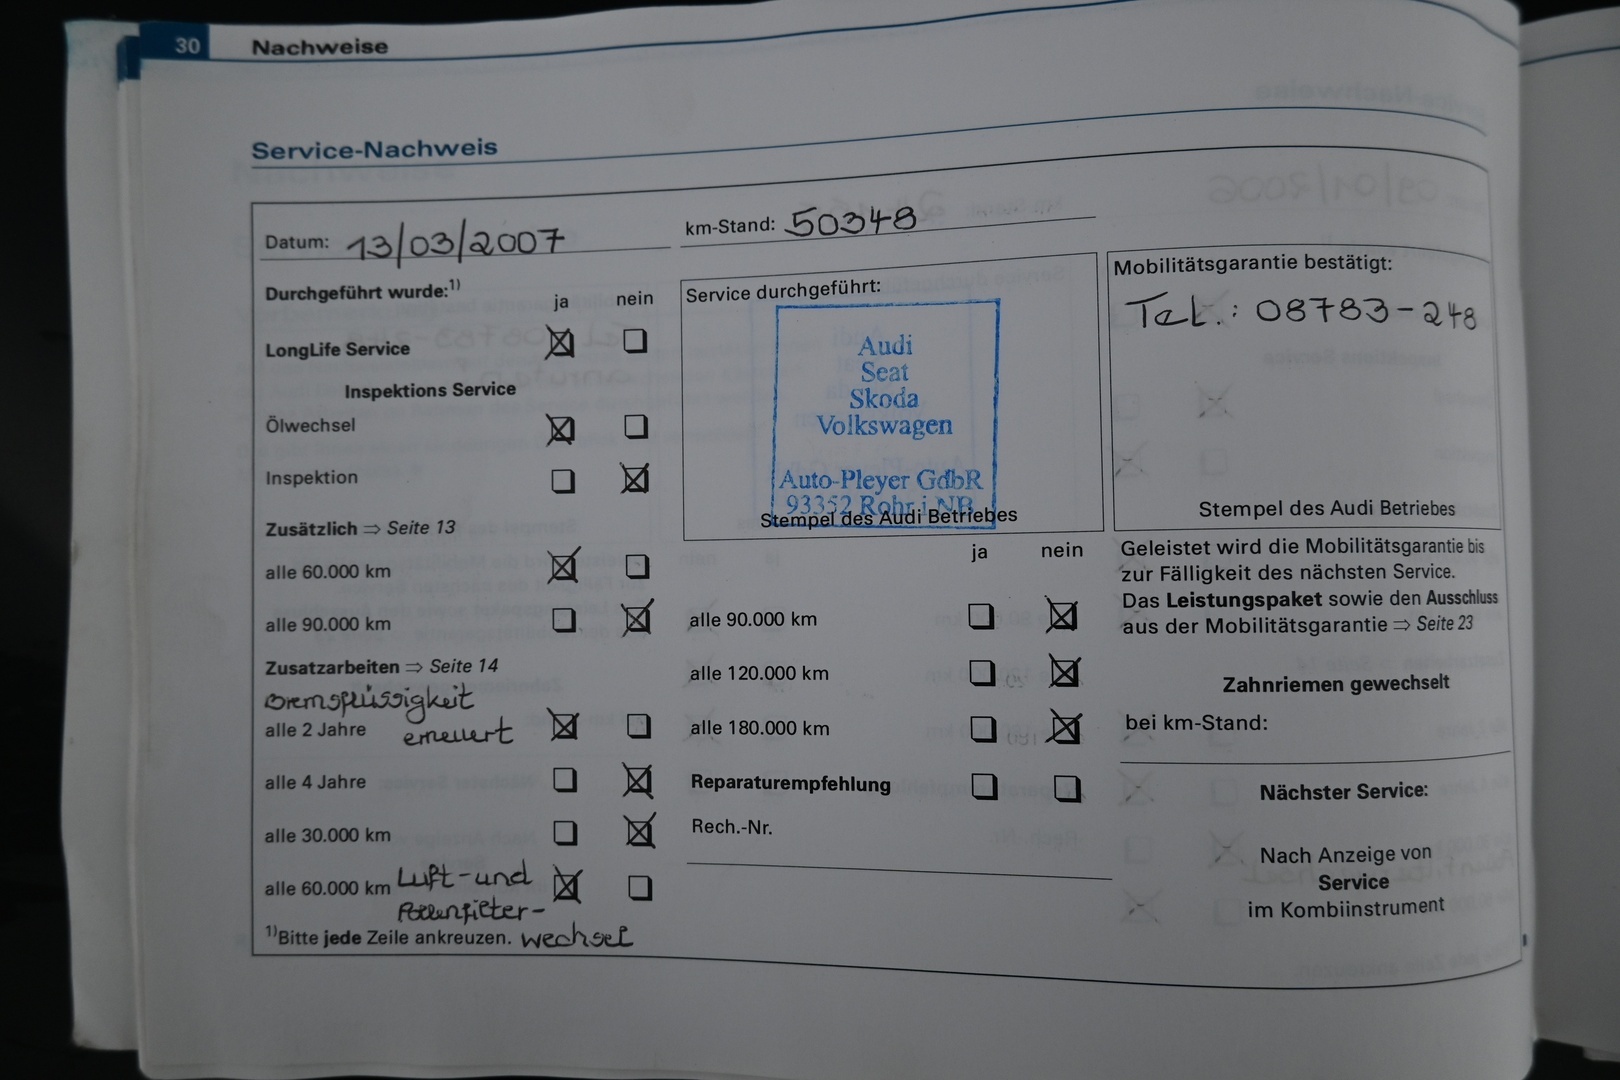 30 Nachweise
Service-Nachweis
Datum: 13/03/2007
km-Stand: 50348
Durchgeführt wurde:1)
ja nein
LongLife Service
Inspektions Service
Ölwechsel
Inspektion
Zusätzlich ⇒ Seite 13
alle 60.000 km
alle 90.000 km
Zusatzarbeiten ⇒ Seite 14
Bremsflüssigkeit
alle 2 Jahre erneuert
alle 4 Jahre
alle 30.000 km
alle 60.000 km Luft-und
Pollenfilter-
1)Bitte jede Zeile ankreuzen. wechsel
Service durchgeführt:
Audi
Seat
Skoda
Volkswagen
Auto-Pleyer GdbR
93352 Rohr i. NB
Stempel des Audi Betriebes
ja nein
alle 90.000 km
alle 120.000 km
alle 180.000 km
Reparaturempfehlung
Rech.-Nr.
Mobilitätsgarantie bestätigt:
Tel.: 08783-248
Stempel des Audi Betriebes
Geleistet wird die Mobilitätsgarantie bis
zur Fälligkeit des nächsten Service.
Das Leistungspaket sowie den Ausschluss
aus der Mobilitätsgarantie ⇒ Seite 23
Zahnriemen gewechselt
bei km-Stand:
Nächster Service:
Nach Anzeige von
Service
im Kombiinstrument